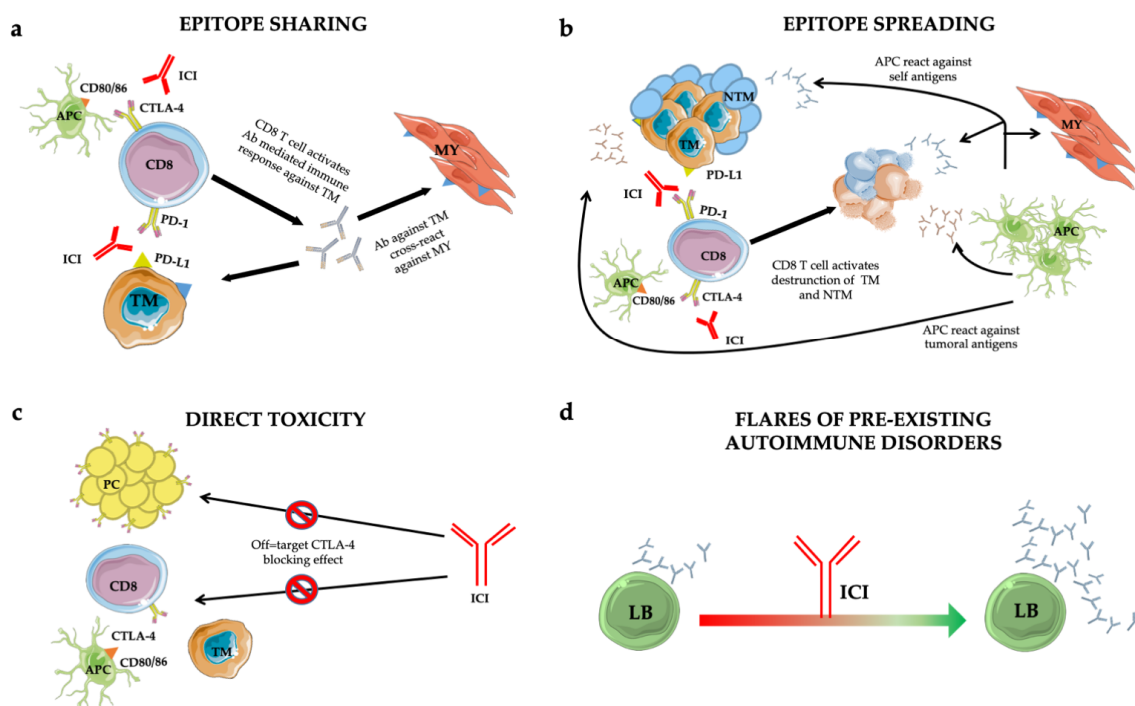 a
EPITOPE SHARING
ICI
CD80/86
APC
CTLA-4
CD8
CD8 T cell activates
Ab mediated immune
response against TM
MY
PD-1
ICI
PD-L1
Ab against TM
cross-react
against MY
TM
b
EPITOPE SPREADING
APC react against
self antigens
NTM
TM
MY
PD-L1
ICI
PD-1
APC
CD8
CD8 T cell activates
destrunction of TM
and NTM
APC
CD80/86
CTLA-4
ICI
APC react against
tumoral antigens
c
DIRECT TOXICITY
PC
Off=target CTLA-4
blocking effect
CD8
ICI
CTLA-4
APC
CD80/86
TM
d
FLARES OF PRE-EXISTING
AUTOIMMUNE DISORDERS
LB
ICI
LB